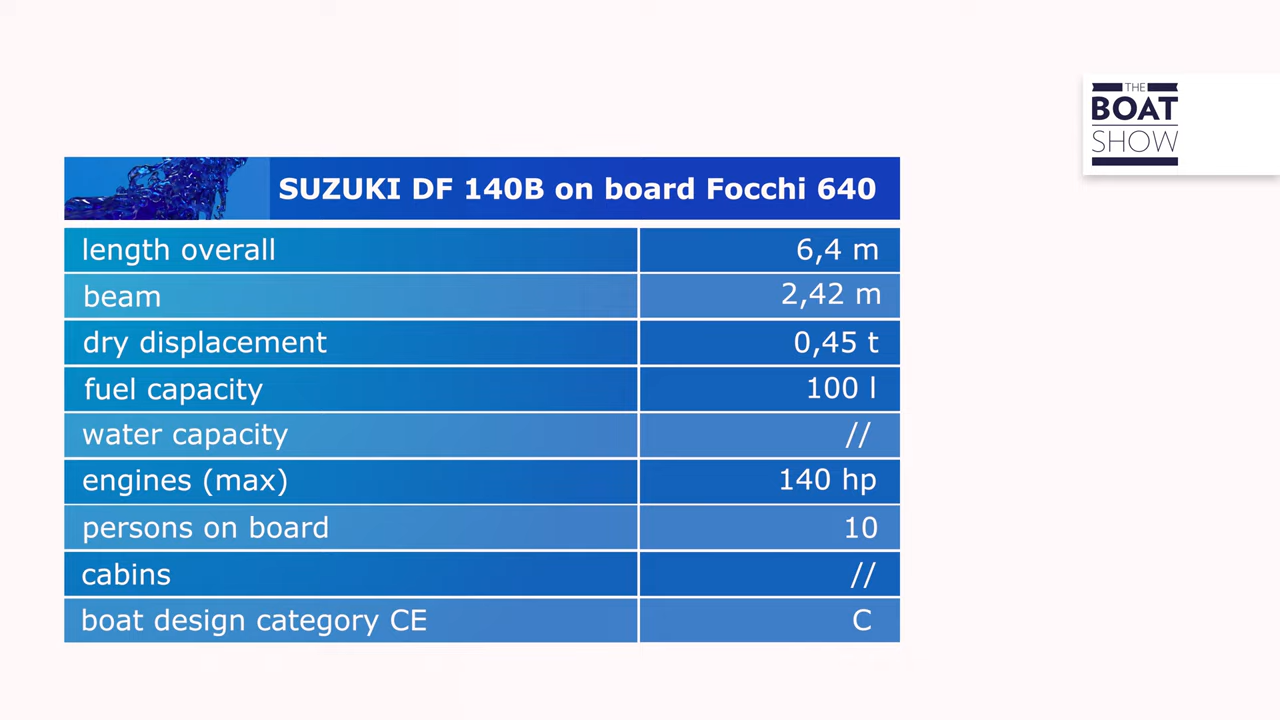 THE
BOAT
SHOW
SUZUKI DF 140B on board Focchi 640
length overall 6,4 m
beam 2,42 m
dry displacement 0,45 t
fuel capacity 100 l
water capacity //
engines (max) 140 hp
persons on board 10
cabins //
boat design category CE C